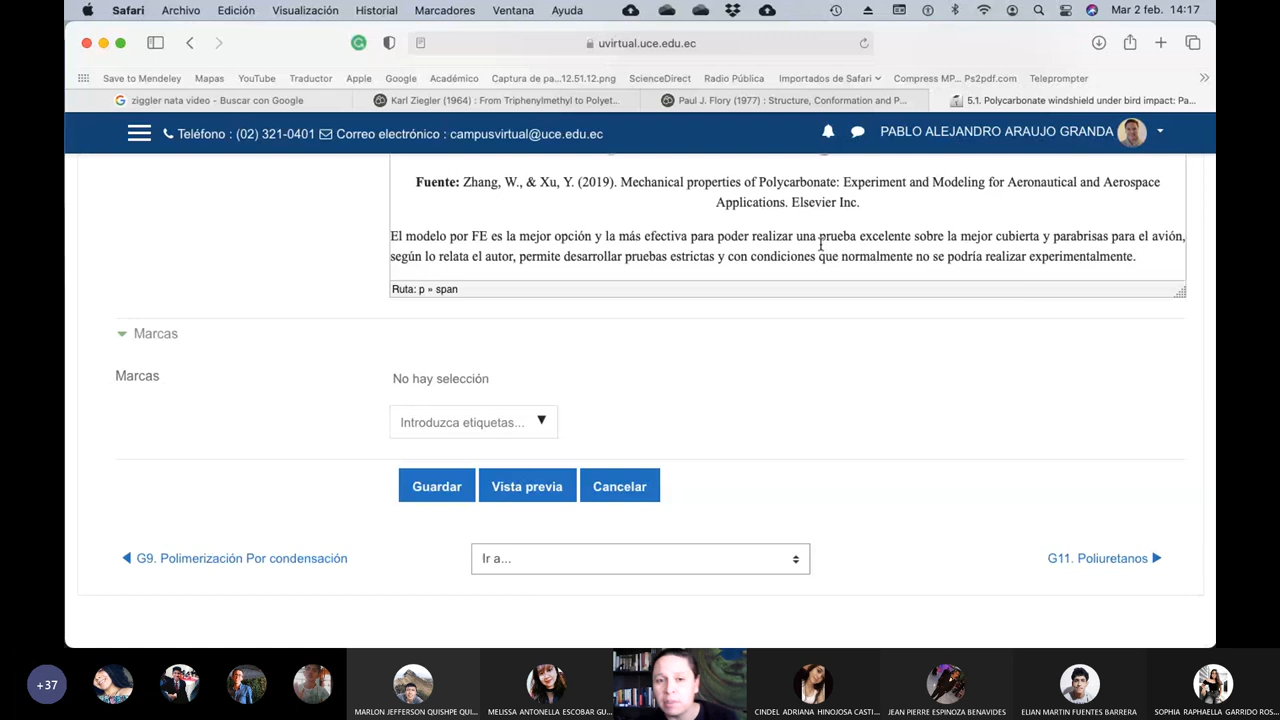 Safari Archivo Edición Visualización Historial Marcadores Ventana Ayuda Mar 2 feb. 14:17
uvirtual.uce.edu.ec
Save to Mendeley Mapas YouTube Traductor Apple Google Académico Captura de pa...12.51.12.png ScienceDirect Radio Pública Importados de Safari Compress MP... Ps2pdf.com Teleprompter
ziggler nata video - Buscar con Google Karl Ziegler (1964) : From Triphenylmethyl to Polyet... Paul J. Flory (1977) : Structure, Conformation and P... 5.1. Polycarbonate windshield under bird impact: Pa...
Teléfono : (02) 321-0401 Correo electrónico : campusvirtual@uce.edu.ec PABLO ALEJANDRO ARAUJO GRANDA
Fuente: Zhang, W., & Xu, Y. (2019). Mechanical properties of Polycarbonate: Experiment and Modeling for Aeronautical and Aerospace
Applications. Elsevier Inc.
El modelo por FE es la mejor opción y la más efectiva para poder realizar una prueba excelente sobre la mejor cubierta y parabrisas para el avión,
según lo relata el autor, permite desarrollar pruebas estrictas y con condiciones que normalmente no se podría realizar experimentalmente.
Ruta: p » span
Marcas
Marcas
No hay selección
Introduzca etiquetas...
Guardar Vista previa Cancelar
G9. Polimerización Por condensación Ir a... G11. Poliuretanos
+37
MARLON JEFFERSON QUISHPE QUI... MELISSA ANTONELLA ESCOBAR GU... CINDEL ADRIANA HINOJOSA CASTI... JEAN PIERRE ESPINOZA BENAVIDES ELIAN MARTIN FUENTES BARRERA SOPHIA RAPHAELLA GARRIDO ROS...